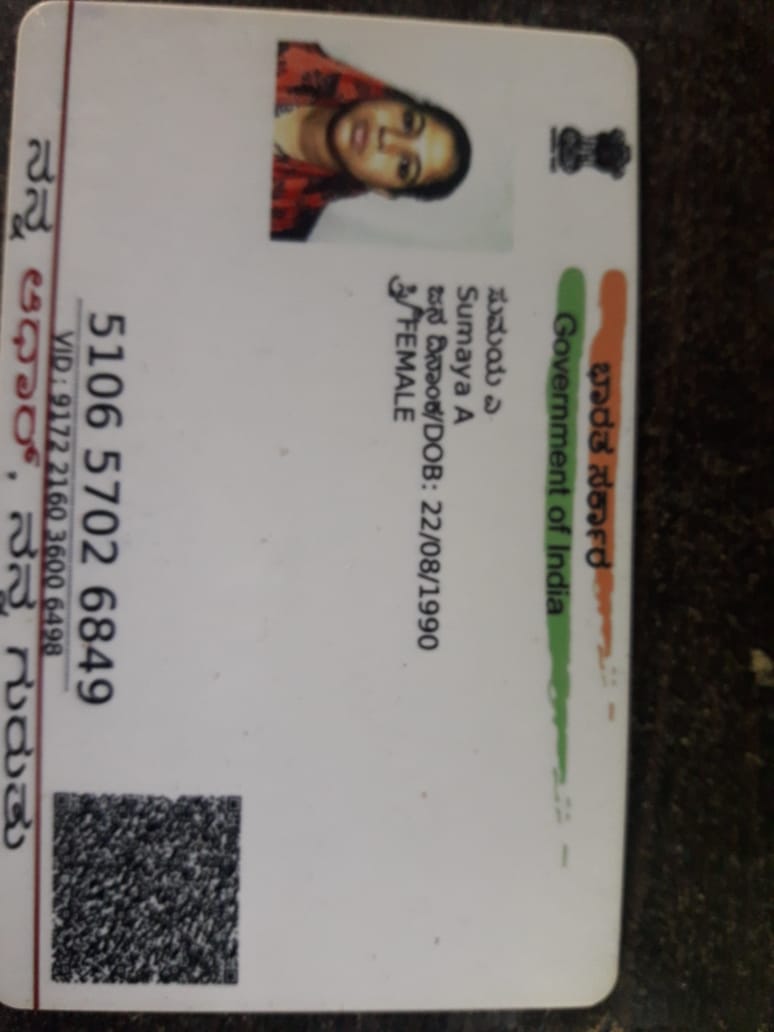 ಭಾರತ ಸರ್ಕಾರ
Government of India
ಸುಮಯ ಎ
Sumaya A
ಜನ್ಮ ದಿನಾಂಕ/DOB: 22/08/1990
ಸ್ತ್ರೀ/FEMALE
5106 5702 6849
VID : 9172 2160 3600 6498
ನನ್ನ ಆಧಾರ್, ನನ್ನ ಗುರುತು